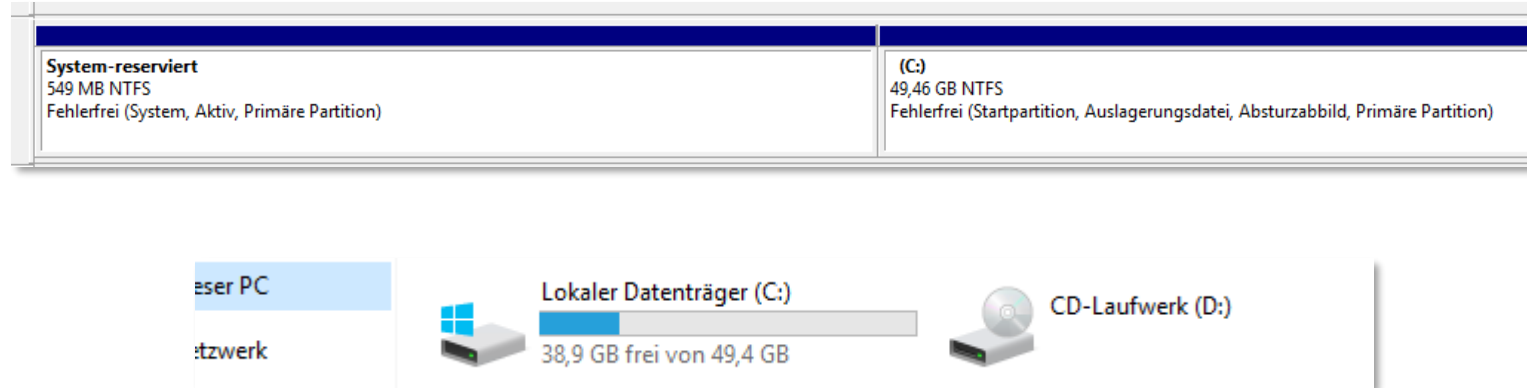 System-reserviert
549 MB NTFS
Fehlerfrei (System, Aktiv, Primäre Partition)
(C:)
49,46 GB NTFS
Fehlerfrei (Startpartition, Auslagerungsdatei, Absturzabbild, Primäre Partition)
eser PC
etzwerk
Lokaler Datenträger (C:)
38,9 GB frei von 49,4 GB
CD-Laufwerk (D:)